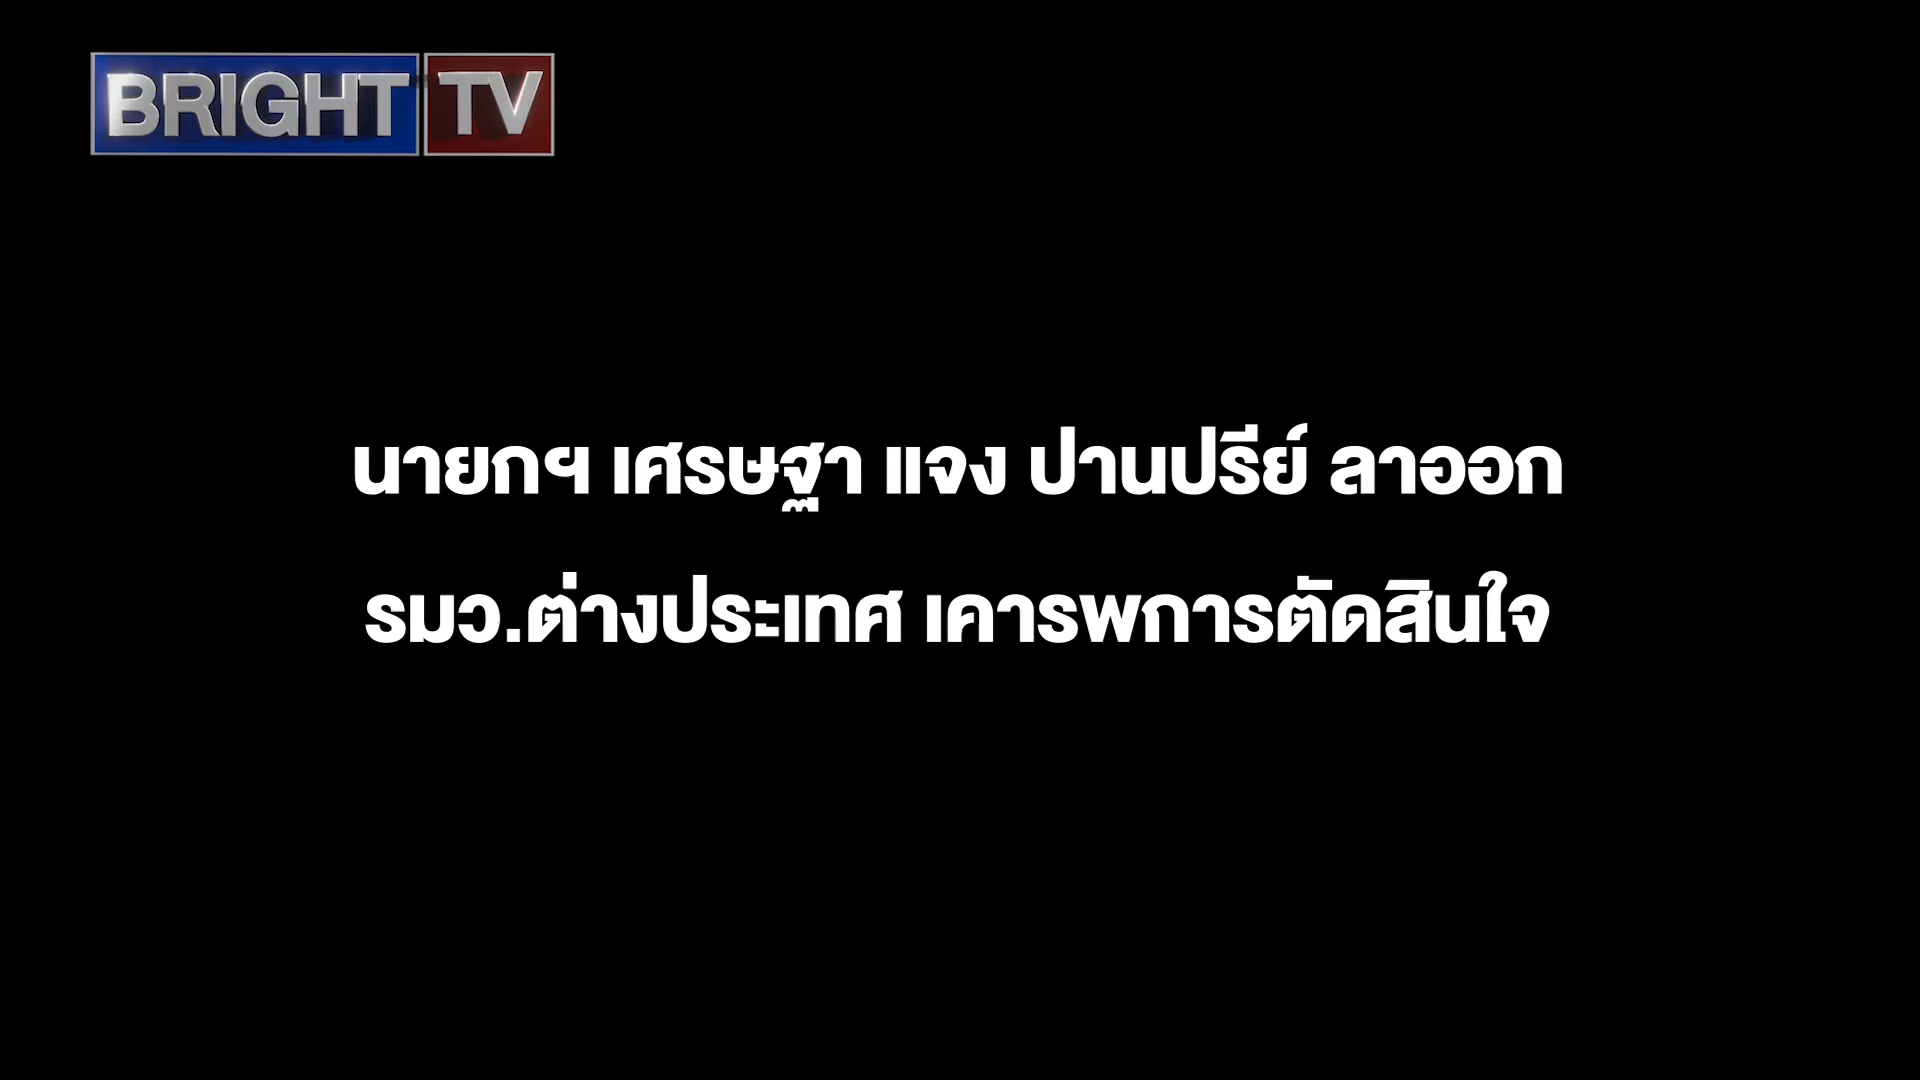 BRIGHT TV
นายกฯ เศรษฐา แจง ปานปรีย์ ลาออก
รมว.ต่างประเทศ เคารพการตัดสินใจ